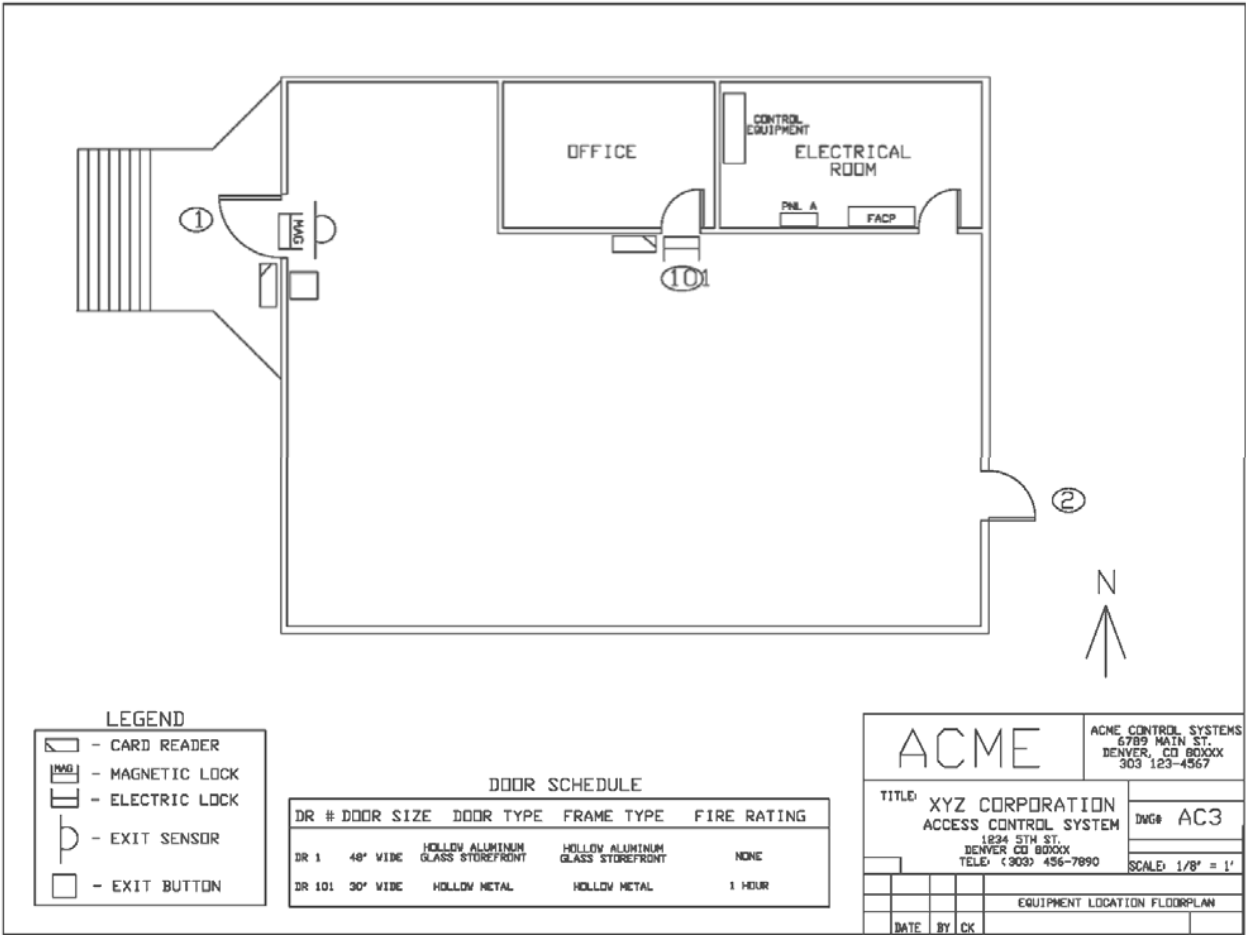 CONTROL
EQUIPMENT
OFFICE
ELECTRICAL
ROOM
PNL A
FACP
1
MAG
101
2
N
LEGEND
- CARD READER
MAG - MAGNETIC LOCK
- ELECTRIC LOCK
- EXIT SENSOR
- EXIT BUTTON
DOOR SCHEDULE
DR # DOOR SIZE DOOR TYPE FRAME TYPE FIRE RATING
DR 1 48" WIDE HOLLOW ALUMINUM GLASS STOREFRONT HOLLOW ALUMINUM GLASS STOREFRONT NONE
DR 101 30" WIDE HOLLOW METAL HOLLOW METAL 1 HOUR
ACME
ACME CONTROL SYSTEMS
6789 MAIN ST.
DENVER, CO 80XXX
303 123-4567
TITLE: XYZ CORPORATION
ACCESS CONTROL SYSTEM
1234 5TH ST.
DENVER CO 80XXX
TELE: (303) 456-7890
DWG# AC3
SCALE: 1/8" = 1'
EQUIPMENT LOCATION FLOORPLAN
DATE BY CK